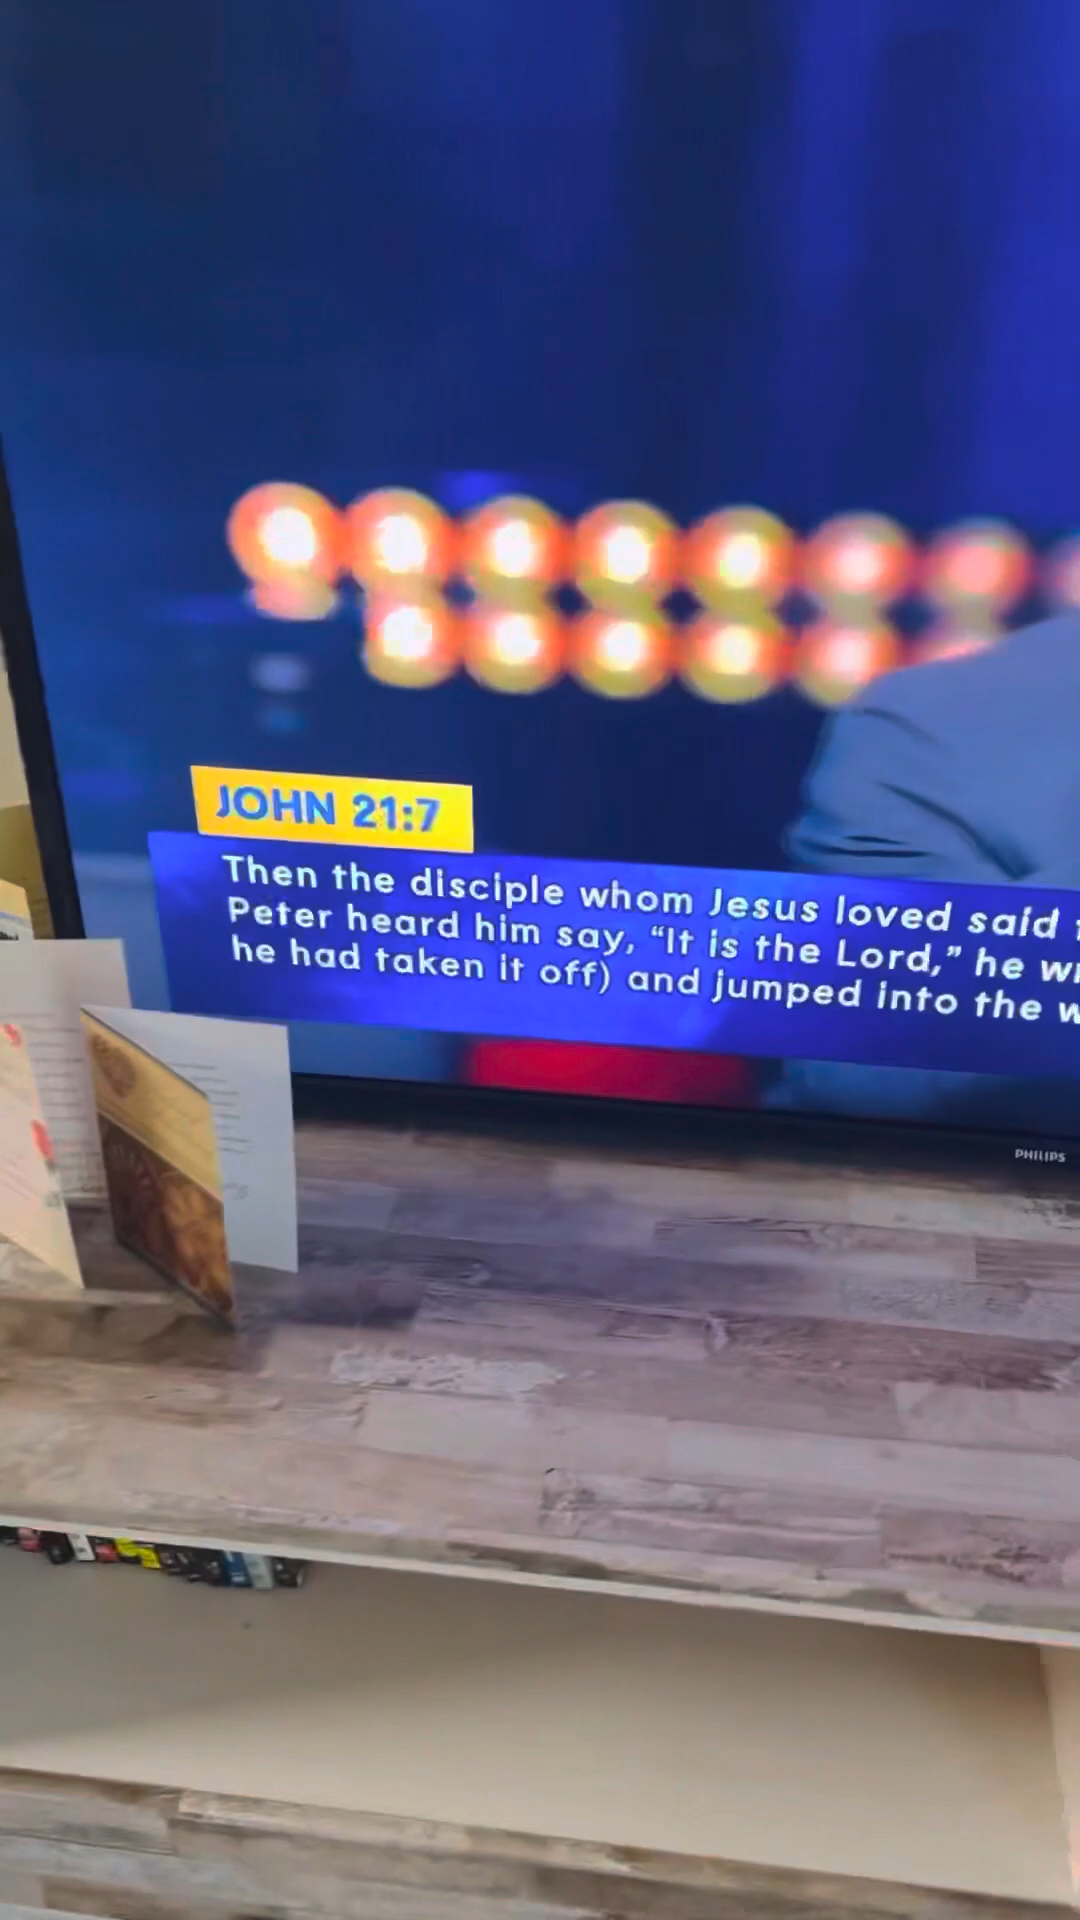 JOHN 21:7
Then the disciple whom Jesus loved said
Peter heard him say, “It is the Lord,” he
he had taken it off) and jumped into the
PHILIPS